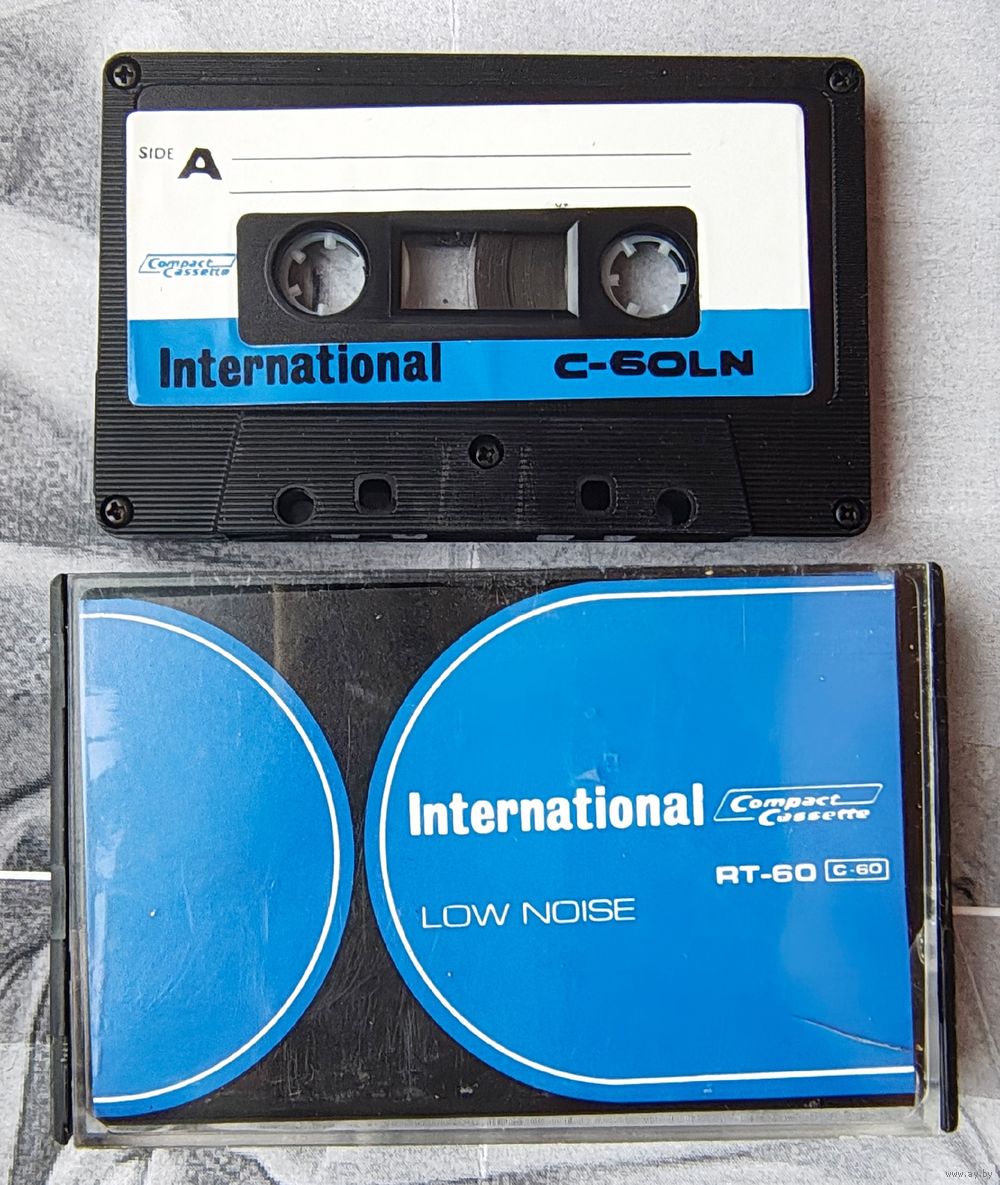 SIDE A
Compact
Cassette
International C-60LN
International Compact
Cassette
RT-60 C-60
LOW NOISE
www.ay.by